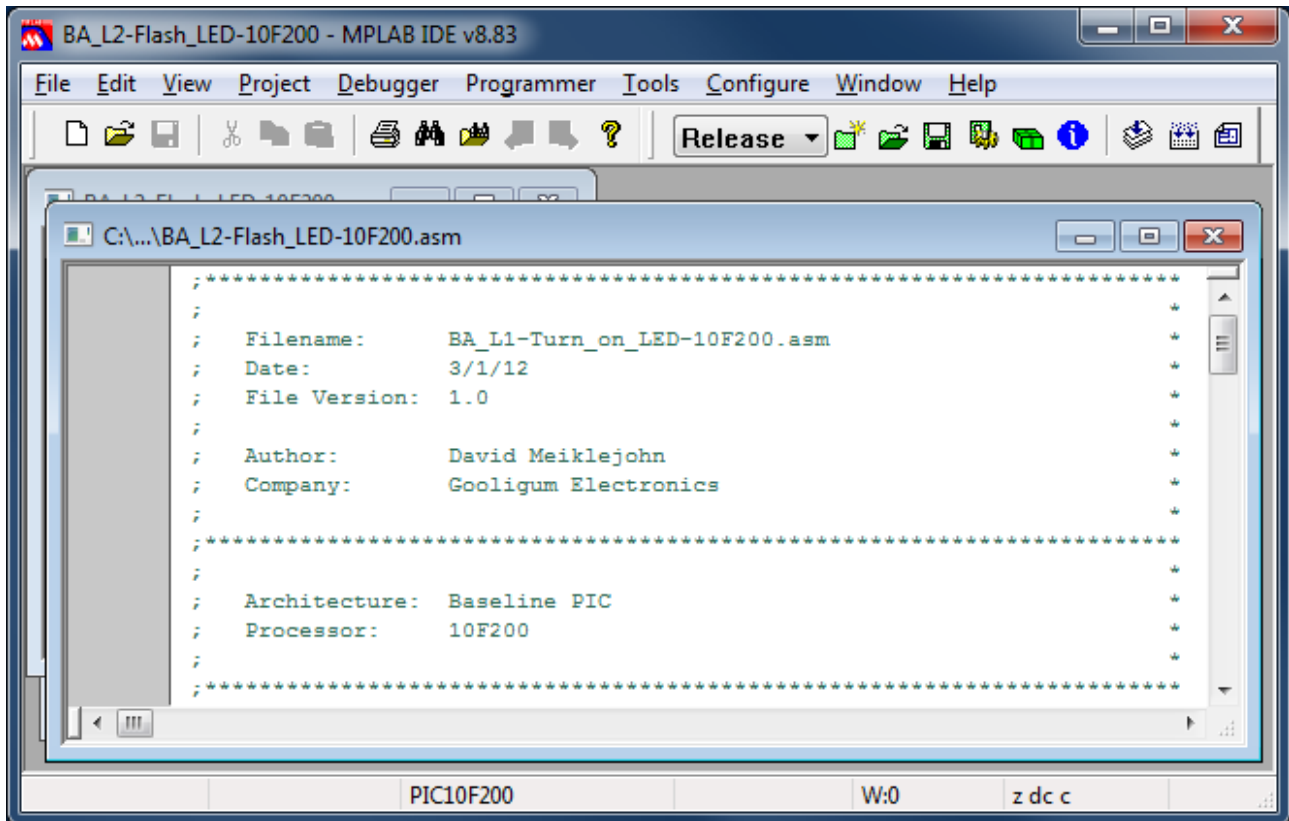 BA_L2-Flash_LED-10F200 - MPLAB IDE v8.83
File Edit View Project Debugger Programmer Tools Configure Window Help
Release
C:\...\BA_L2-Flash_LED-10F200.asm
;************************************************************************
; *
; Filename: BA_L1-Turn_on_LED-10F200.asm *
; Date: 3/1/12 *
; File Version: 1.0 *
; *
; Author: David Meiklejohn *
; Company: Gooligum Electronics *
; *
;************************************************************************
; *
; Architecture: Baseline PIC *
; Processor: 10F200 *
; *
;************************************************************************
PIC10F200 W:0 z dc c